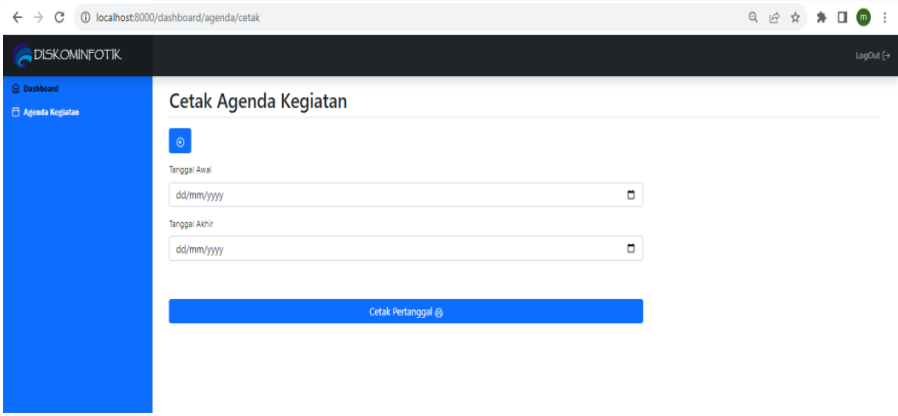 localhost:8000/dashboard/agenda/cetak
m
DISKOMINFOTIK
LogOut
Dashboard
Agenda Kegiatan
Cetak Agenda Kegiatan
Tanggal Awal
dd/mm/yyyy
Tanggal Akhir
dd/mm/yyyy
Cetak Pertanggal